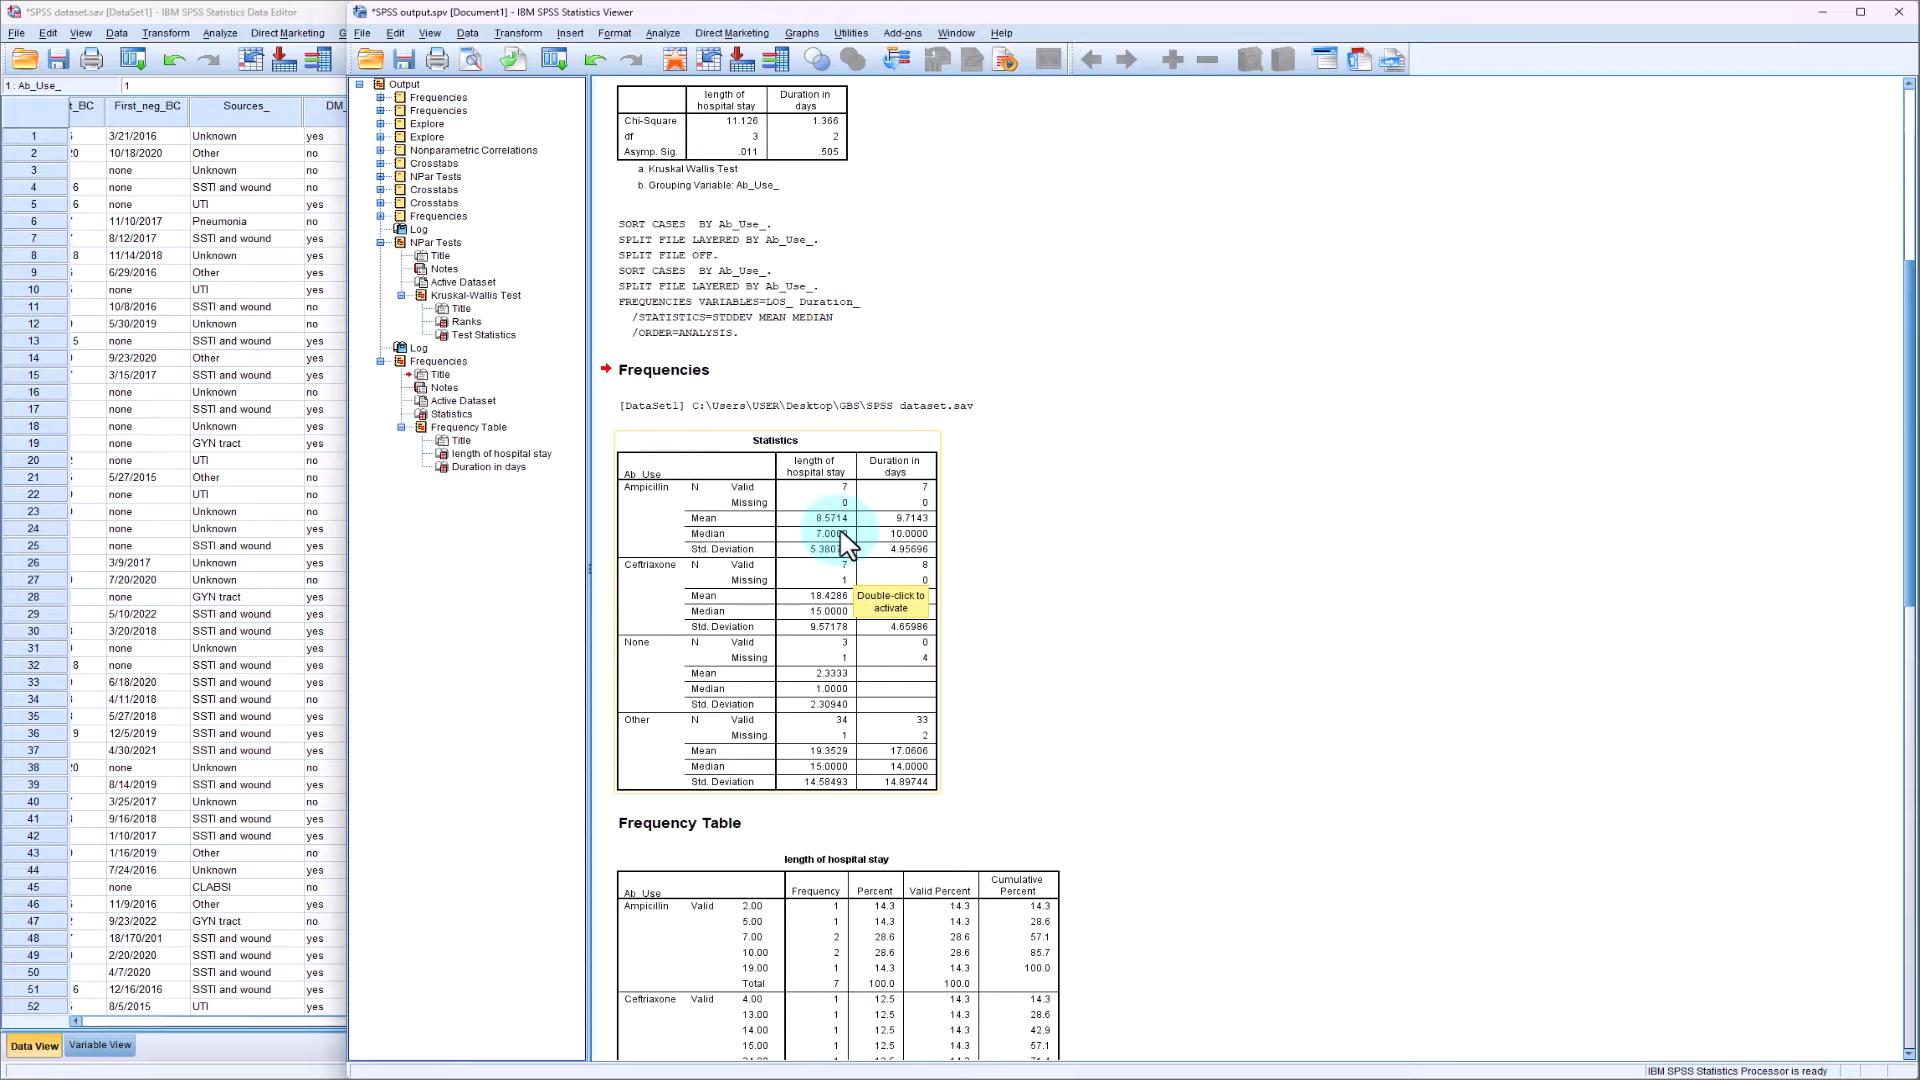 *SPSS dataset.sav [DataSet1] - IBM SPSS Statistics Data Editor
File Edit View Data Transform Analyze Direct Marketing G
1 : Ab_Use_ 1
t_BC First_neg_BC Sources_ DM_
1 3/21/2016 Unknown yes
2 20 10/18/2020 Other no
3 none Unknown no
4 6 none SSTI and wound yes
5 6 none UTI yes
6 11/10/2017 Pneumonia no
7 8/12/2017 SSTI and wound yes
8 8 11/14/2018 Unknown yes
9 6/29/2016 Other no
10 none UTI yes
11 10/8/2016 SSTI and wound no
12 5/30/2019 Unknown no
13 5 none SSTI and wound yes
14 9/23/2020 Other yes
15 3/15/2017 SSTI and wound yes
16 none Unknown no
17 none SSTI and wound yes
18 none Unknown yes
19 none GYN tract yes
20 none UTI no
21 5/27/2015 Other no
22 none UTI no
23 none Unknown no
24 none Unknown yes
25 none SSTI and wound yes
26 3/9/2017 Unknown yes
27 7/20/2020 Unknown no
28 none GYN tract yes
29 5/10/2022 SSTI and wound yes
30 3/20/2018 SSTI and wound yes
31 none Unknown yes
32 8 none SSTI and wound yes
33 6/18/2020 SSTI and wound yes
34 4/11/2018 SSTI and wound no
35 5/27/2018 SSTI and wound yes
36 9 12/5/2019 SSTI and wound yes
37 4/30/2021 SSTI and wound yes
38 20 none Unknown no
39 8/14/2019 SSTI and wound yes
40 3/25/2017 Unknown no
41 9/16/2018 SSTI and wound yes
42 1/10/2017 SSTI and wound yes
43 1/16/2019 Other no
44 7/24/2016 Unknown yes
45 none CLABSI no
46 11/9/2016 Other yes
47 9/23/2022 GYN tract no
48 18/170/201 SSTI and wound yes
49 2/20/2020 SSTI and wound yes
50 4/7/2020 SSTI and wound yes
51 6 12/16/2016 SSTI and wound yes
52 8/5/2015 UTI yes
Data View Variable View
*SPSS output.spv [Document1] - IBM SPSS Statistics Viewer
File Edit View Data Transform Insert Format Analyze Direct Marketing Graphs Utilities Add-ons Window Help
Output
Frequencies
Frequencies
Explore
Explore
Nonparametric Correlations
Crosstabs
NPar Tests
Crosstabs
Crosstabs
Frequencies
Log
NPar Tests
Title
Notes
Active Dataset
Kruskal-Wallis Test
Title
Ranks
Test Statistics
Log
Frequencies
Title
Notes
Active Dataset
Statistics
Frequency Table
Title
length of hospital stay
Duration in days
length of hospital stay Duration in days
Chi-Square 11.126 1.366
df 3 2
Asymp. Sig. .011 .505
a. Kruskal Wallis Test
b. Grouping Variable: Ab_Use_
SORT CASES  BY Ab_Use_.
SPLIT FILE LAYERED BY Ab_Use_.
SPLIT FILE OFF.
SORT CASES  BY Ab_Use_.
SPLIT FILE LAYERED BY Ab_Use_.
FREQUENCIES VARIABLES=LOS_ Duration_
/STATISTICS=STDDEV MEAN MEDIAN
/ORDER=ANALYSIS.
Frequencies
[DataSet1] C:\Users\USER\Desktop\GBS\SPSS dataset.sav
Statistics
Ab_Use_ length of hospital stay Duration in days
Ampicillin N Valid 7 7
Missing 0 0
Mean 8.5714 9.7143
Median 10.0000
Std. Deviation 4.95696
Ceftriaxone N Valid 7 8
Missing 1 0
Mean 18.4286
Double-click to activate
Median 15.0000
Std. Deviation 9.57178 4.65986
None N Valid 3 0
Missing 1 4
Mean 2.3333
Median 1.0000
Std. Deviation 2.30940
Other N Valid 34 33
Missing 1 2
Mean 19.3529 17.0606
Median 15.0000 14.0000
Std. Deviation 14.58493 14.89744
Frequency Table
length of hospital stay
Ab_Use_ Frequency Percent Valid Percent Cumulative Percent
Ampicillin Valid 2.00 1 14.3 14.3 14.3
5.00 1 14.3 14.3 28.6
7.00 2 28.6 28.6 57.1
10.00 2 28.6 28.6 85.7
19.00 1 14.3 14.3 100.0
Total 7 100.0 100.0
Ceftriaxone Valid 4.00 1 12.5 14.3 14.3
13.00 1 12.5 14.3 28.6
14.00 1 12.5 14.3 42.9
15.00 1 12.5 14.3 57.1
IBM SPSS Statistics Processor is ready